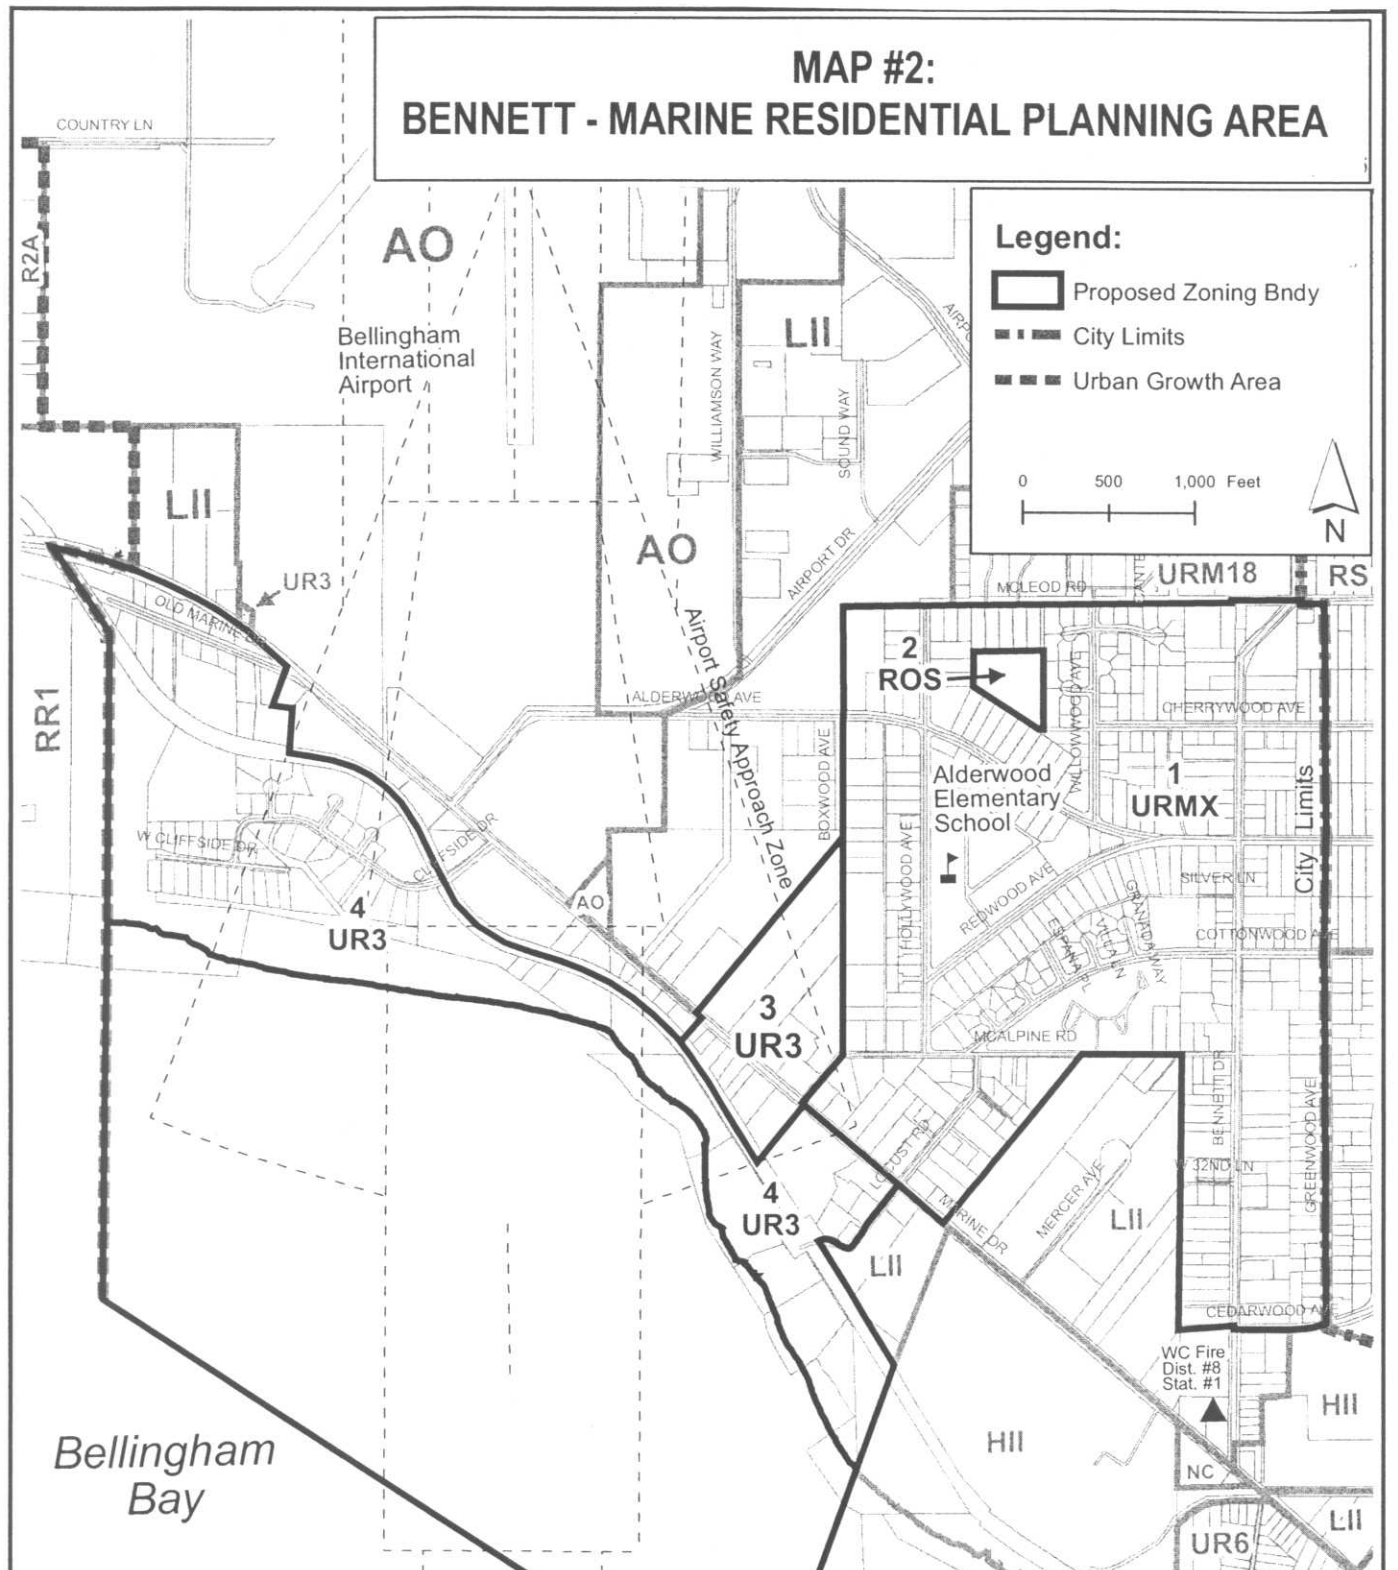 MAP #2:
BENNETT - MARINE RESIDENTIAL PLANNING AREA
COUNTRY LN
R2A
AO
Bellingham
International
Airport
LII
WILLIAMSON WAY
SOUND WAY
Legend:
Proposed Zoning Bndy
City Limits
Urban Growth Area
0 500 1,000 Feet
N
LII
UR3
AO
AIRPORT DR
MCLEOD RD
URM18
RS
OLD MARINE DR
RR1
Airport Safety Approach Zone
ALDERWOOD AVE
BOXWOOD AVE
2
ROS
WILLOWWOOD AVE
CHERRYWOOD AVE
Alderwood
Elementary
School
1
URMX
City Limits
HOLLYWOOD AVE
REDWOOD AVE
SILVER LN
GRANADA WAY
VILLA LN
ESPANA PL
COTTONWOOD AVE
W CLIFFSIDE DR
CLIFFSIDE DR
AO
4
UR3
3
UR3
MCALPINE RD
BENNETT DR
GREENWOOD AVE
W 32ND LN
LOCUST RD
MARINE DR
MERCER AVE
LII
4
UR3
LII
CEDARWOOD AVE
WC Fire
Dist. #8
Stat. #1
HII
HII
NC
LII
UR6
Bellingham
Bay